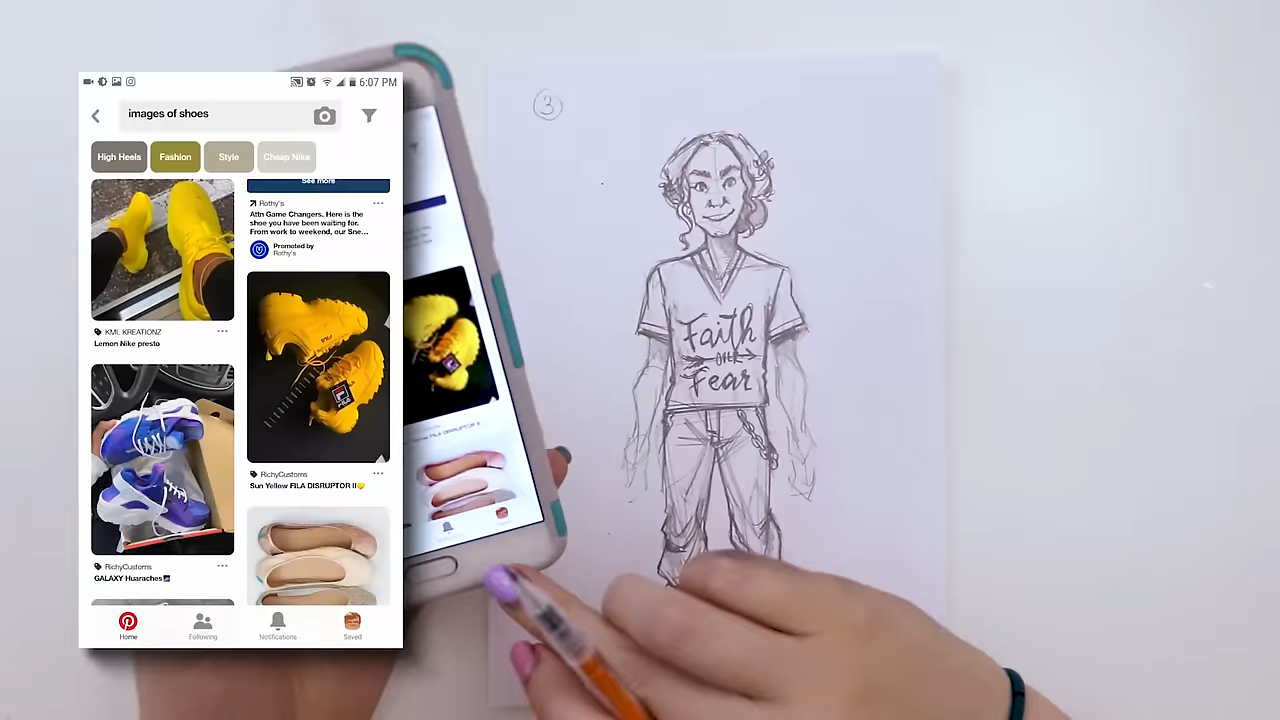 6:07 PM
images of shoes
High Heels
Fashion
Style
Cheap Nike
KML KREATIONZ
Lemon Nike presto
RichyCustoms
GALAXY Huaraches
See more
Rothy's
Attn Game Changers. Here is the
shoe you have been waiting for.
From work to weekend, our Sne...
Promoted by
Rothy's
FILA
RichyCustoms
Sun Yellow FILA DISRUPTOR II
Home
Following
Notifications
Saved
3
Faith
over
Fear